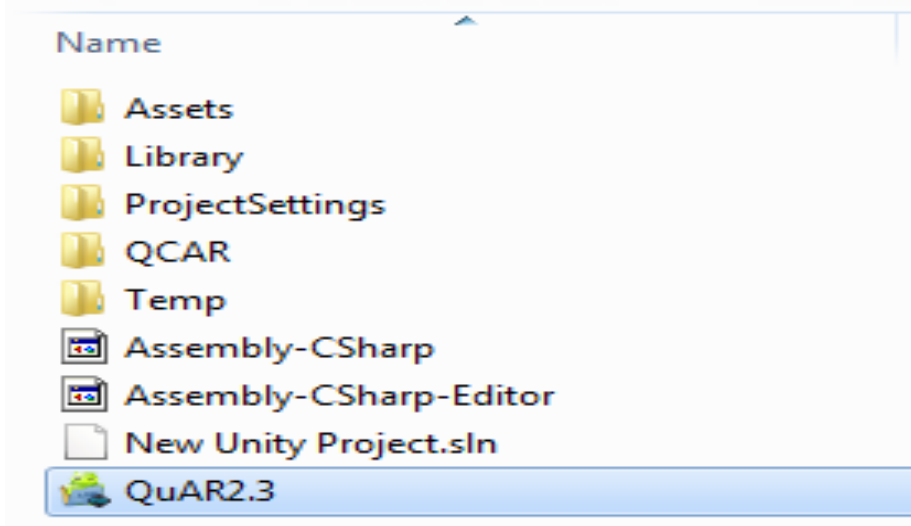 Name
Assets
Library
ProjectSettings
QCAR
Temp
Assembly-CSharp
Assembly-CSharp-Editor
New Unity Project.sln
QuAR2.3